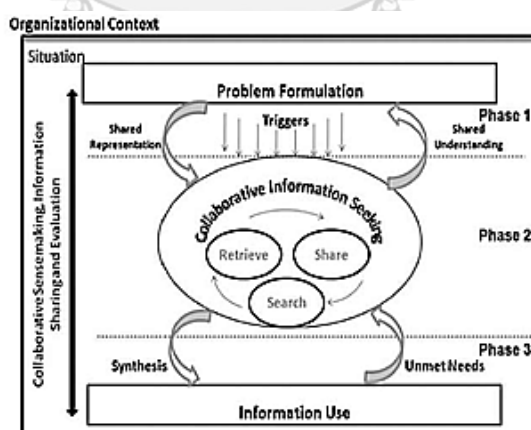 Organizational Context
Situation
Problem Formulation
Phase 1
Triggers
Shared
Representation
Shared
Understanding
Collaborative Sensemaking, Information
Sharing and Evaluation
Collaborative Information Seeking
Retrieve
Share
Search
Phase 2
Phase 3
Synthesis
Unmet Needs
Information Use